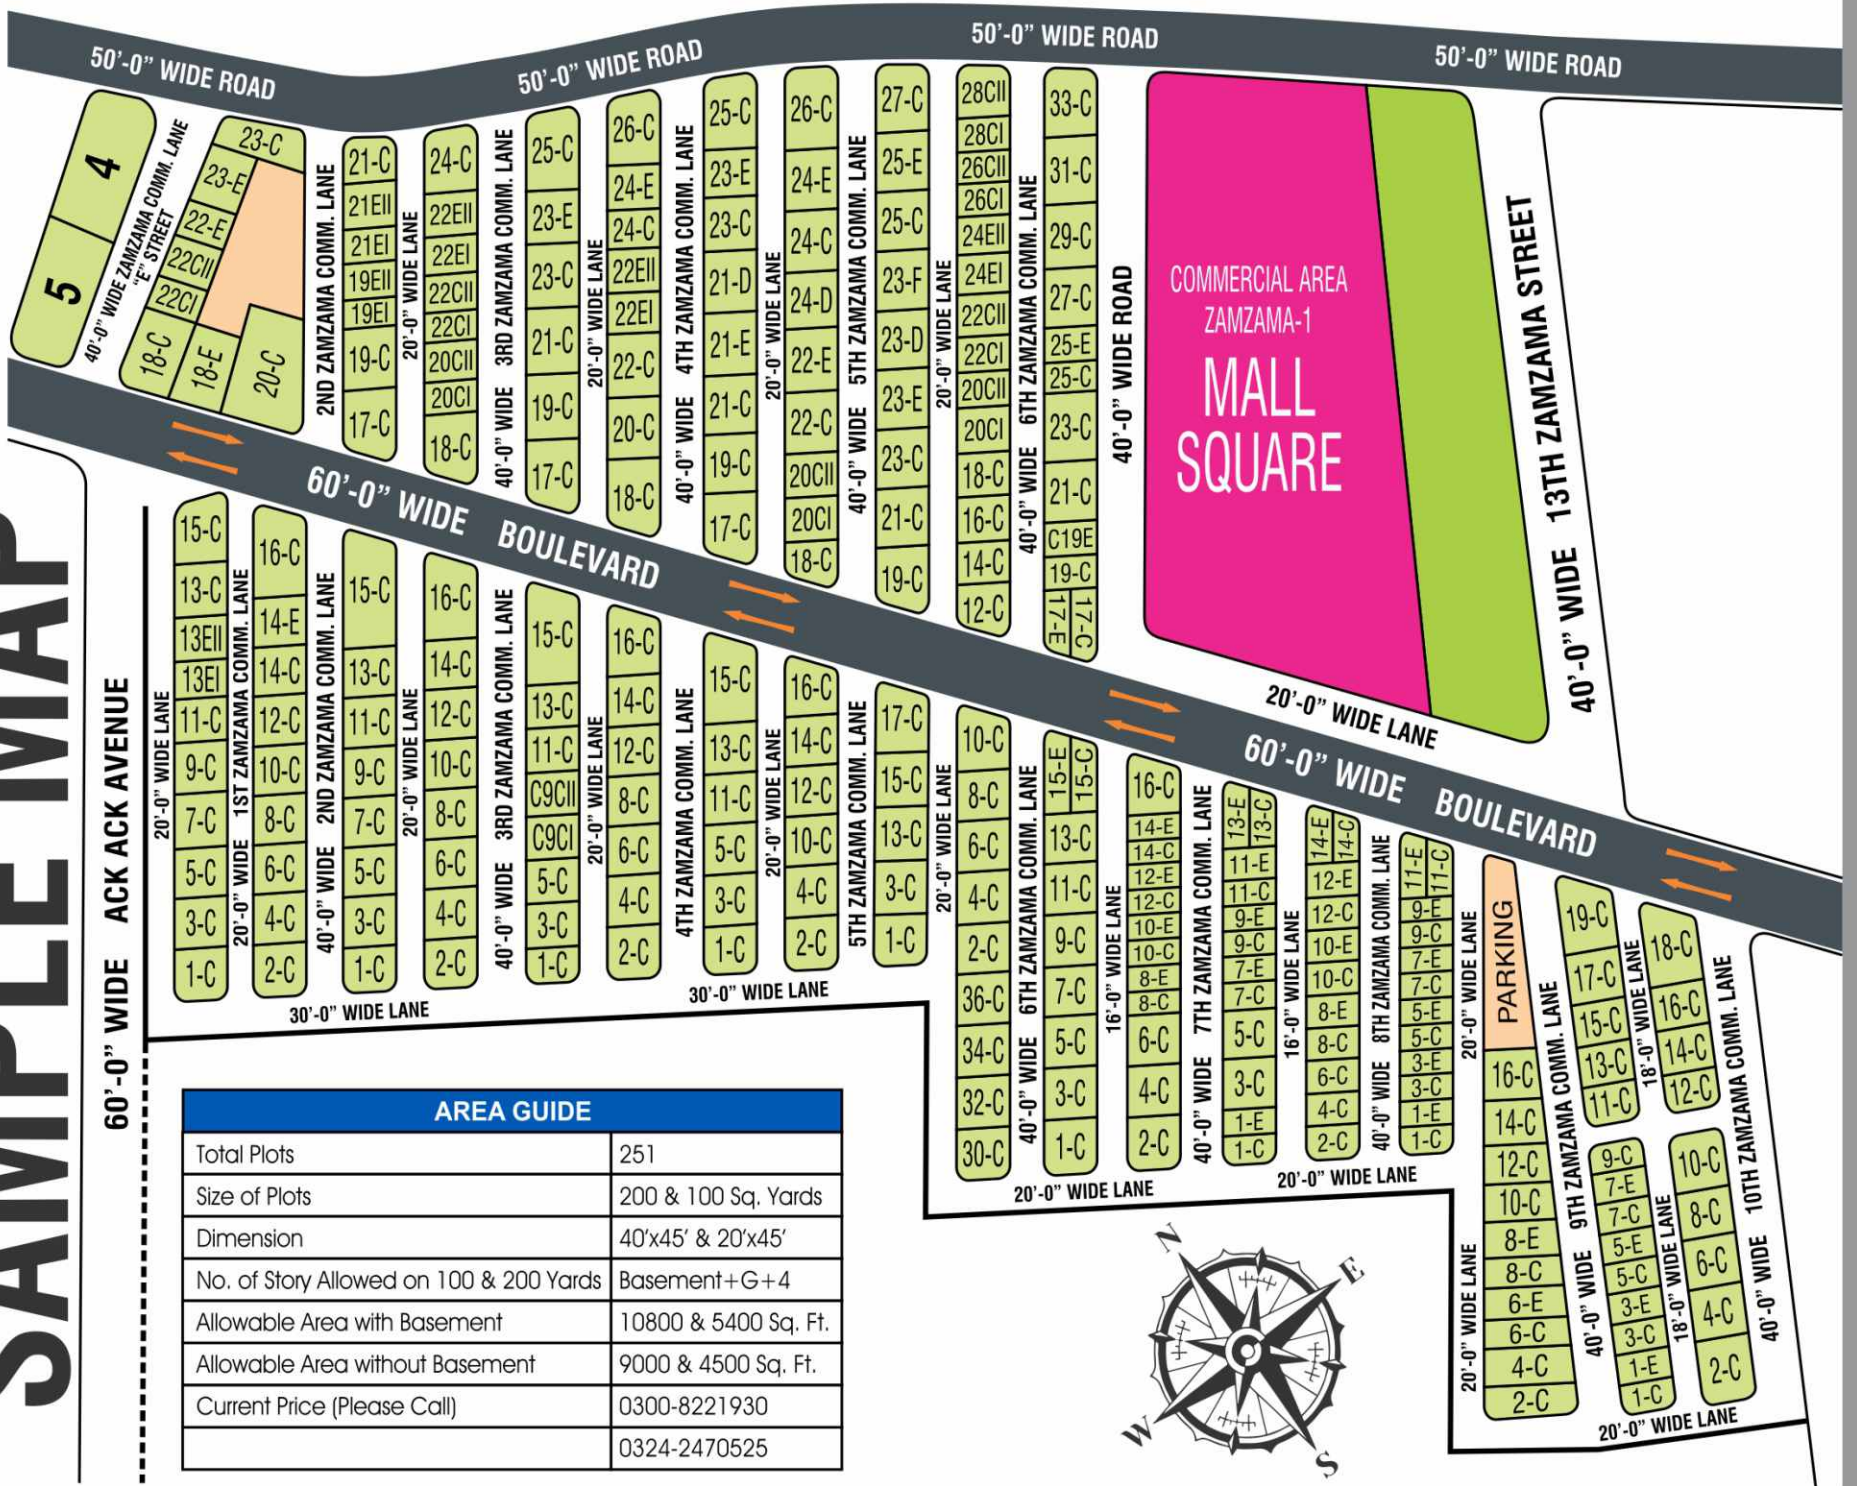 SAMPLE MAP
50'-0” WIDE ROAD
50'-0” WIDE ROAD
50'-0” WIDE ROAD
50'-0” WIDE ROAD
4
5
40'-0” WIDE ZAMZAMA COMM. LANE
"E" STREET
23-C
23-E
22-E
22CII
22CI
18-C
18-E
20-C
2ND ZAMZAMA COMM. LANE
21-C
21EII
21EI
19EII
19EI
19-C
17-C
20'-0” WIDE LANE
24-C
22EII
22EI
22CII
22CI
20CII
20CI
18-C
40'-0” WIDE 3RD ZAMZAMA COMM. LANE
25-C
23-E
23-C
21-C
19-C
17-C
20'-0” WIDE LANE
26-C
24-E
24-C
22EII
22EI
22-C
20-C
18-C
40'-0” WIDE 4TH ZAMZAMA COMM. LANE
25-C
23-E
23-C
21-D
21-E
21-C
19-C
17-C
20'-0” WIDE LANE
26-C
24-E
24-C
24-D
22-E
22-C
20CII
20CI
18-C
40'-0” WIDE 5TH ZAMZAMA COMM. LANE
27-C
25-E
25-C
23-F
23-D
23-E
23-C
21-C
19-C
20'-0” WIDE LANE
28CII
28CI
26CII
26CI
24EII
24EI
22CII
22CI
20CII
20CI
18-C
16-C
14-C
12-C
40'-0” WIDE 6TH ZAMZAMA COMM. LANE
33-C
31-C
29-C
27-C
25-E
25-C
23-C
21-C
C19E
19-C
17-E
17-C
40'-0” WIDE ROAD
COMMERCIAL AREA
ZAMZAMA-1
MALL
SQUARE
20'-0” WIDE LANE
40'-0” WIDE 13TH ZAMZAMA STREET
60'-0” WIDE BOULEVARD
60'-0” WIDE BOULEVARD
60'-0” WIDE ACK ACK AVENUE
20'-0” WIDE LANE
15-C
13-C
13EII
13EI
11-C
9-C
7-C
5-C
3-C
1-C
20'-0” WIDE 1ST ZAMZAMA COMM. LANE
16-C
14-E
14-C
12-C
10-C
8-C
6-C
4-C
2-C
40'-0” WIDE 2ND ZAMZAMA COMM. LANE
15-C
13-C
11-C
9-C
7-C
5-C
3-C
1-C
20'-0” WIDE LANE
16-C
14-C
12-C
10-C
8-C
6-C
4-C
2-C
40'-0” WIDE 3RD ZAMZAMA COMM. LANE
15-C
13-C
11-C
C9CII
C9CI
5-C
3-C
1-C
20'-0” WIDE LANE
16-C
14-C
12-C
8-C
6-C
4-C
2-C
4TH ZAMZAMA COMM. LANE
15-C
13-C
11-C
5-C
3-C
1-C
20'-0” WIDE LANE
16-C
14-C
12-C
10-C
4-C
2-C
5TH ZAMZAMA COMM. LANE
17-C
15-C
13-C
3-C
1-C
30'-0” WIDE LANE
30'-0” WIDE LANE
20'-0” WIDE LANE
10-C
8-C
6-C
4-C
2-C
36-C
34-C
32-C
30-C
40'-0” WIDE 6TH ZAMZAMA COMM. LANE
15-E
15-C
13-C
11-C
9-C
7-C
5-C
3-C
1-C
16'-0” WIDE LANE
16-C
14-E
14-C
12-E
12-C
10-E
10-C
8-E
8-C
6-C
4-C
2-C
40'-0” WIDE 7TH ZAMZAMA COMM. LANE
13-E
13-C
11-E
11-C
9-E
9-C
7-E
7-C
5-C
3-C
1-E
1-C
16'-0” WIDE LANE
14-E
14-C
12-E
12-C
10-E
10-C
8-E
8-C
6-C
4-C
2-C
40'-0” WIDE 8TH ZAMZAMA COMM. LANE
11-E
11-C
9-E
9-C
7-E
7-C
5-E
5-C
3-E
3-C
1-E
1-C
20'-0” WIDE LANE
20'-0” WIDE LANE
20'-0” WIDE LANE
20'-0” WIDE LANE
PARKING
16-C
14-C
12-C
10-C
8-E
8-C
6-E
6-C
4-C
2-C
40'-0” WIDE 9TH ZAMZAMA COMM. LANE
19-C
17-C
15-C
13-C
11-C
9-C
7-E
7-C
5-E
5-C
3-E
3-C
1-E
1-C
18'-0” WIDE LANE
18'-0” WIDE LANE
18-C
16-C
14-C
12-C
10-C
8-C
6-C
4-C
2-C
40'-0” WIDE 10TH ZAMZAMA COMM. LANE
20'-0” WIDE LANE
AREA GUIDE
Total Plots 251
Size of Plots 200 & 100 Sq. Yards
Dimension 40'x45' & 20'x45'
No. of Story Allowed on 100 & 200 Yards Basement+G+4
Allowable Area with Basement 10800 & 5400 Sq. Ft.
Allowable Area without Basement 9000 & 4500 Sq. Ft.
Current Price (Please Call) 0300-8221930
0324-2470525
N
E
W
S